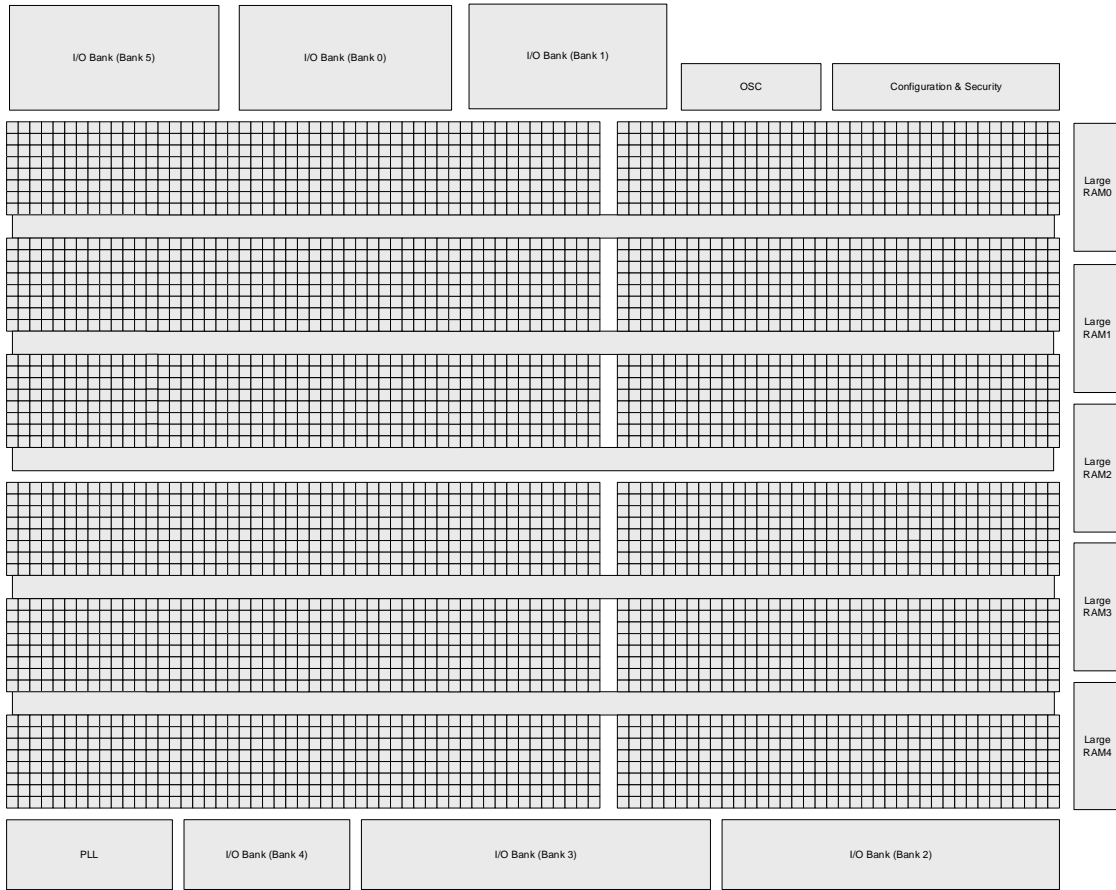 I/O Bank (Bank 5)
I/O Bank (Bank 0)
I/O Bank (Bank 1)
OSC
Configuration & Security
Large
RAM0
Large
RAM1
Large
RAM2
Large
RAM3
Large
RAM4
PLL
I/O Bank (Bank 4)
I/O Bank (Bank 3)
I/O Bank (Bank 2)